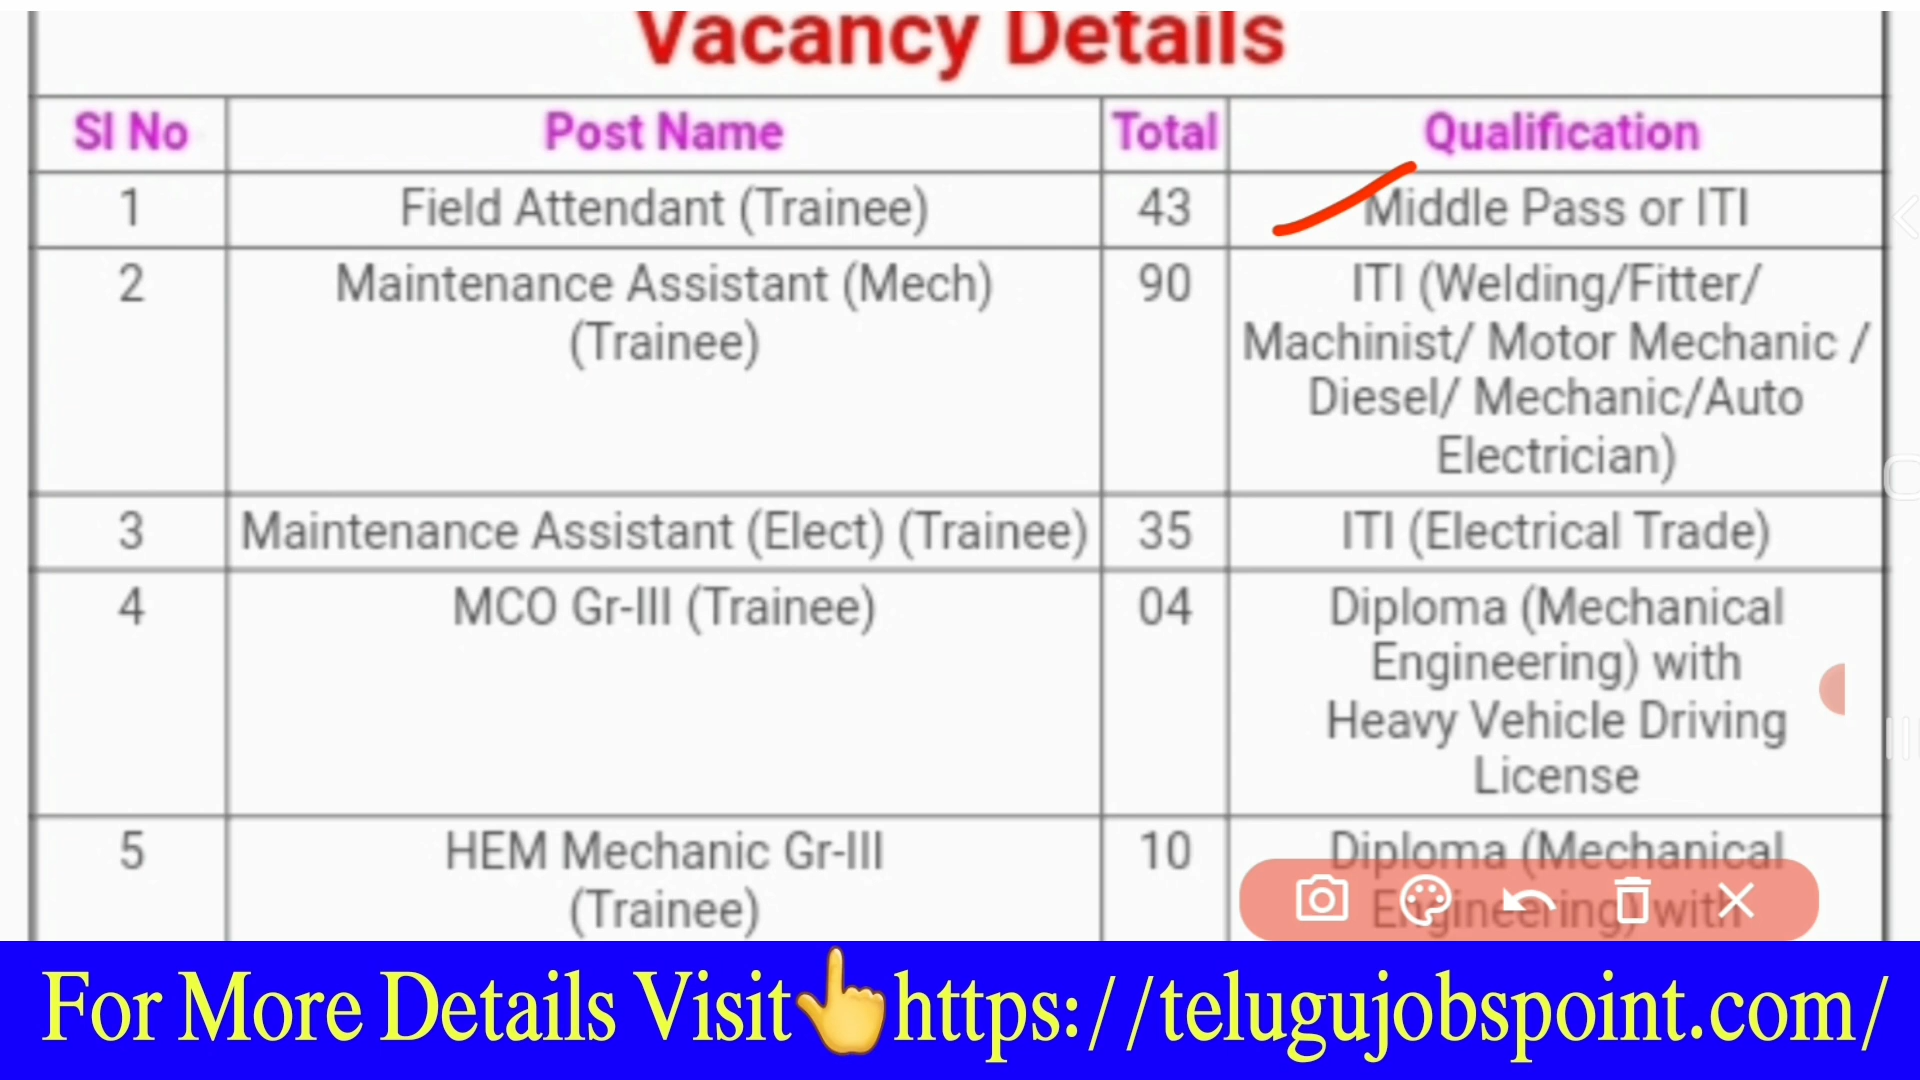 Vacancy Details
Sl No Post Name Total Qualification
1 Field Attendant (Trainee) 43 Middle Pass or ITI
2 Maintenance Assistant (Mech) 90 ITI (Welding/Fitter/
(Trainee) Machinist/ Motor Mechanic /
Diesel/ Mechanic/Auto
Electrician)
3 Maintenance Assistant (Elect) (Trainee) 35 ITI (Electrical Trade)
4 MCO Gr-III (Trainee) 04 Diploma (Mechanical
Engineering) with
Heavy Vehicle Driving
License
5 HEM Mechanic Gr-III 10 Diploma (Mechanical
(Trainee) Engineering) with
For More Details Visit👆https://telugujobspoint.com/